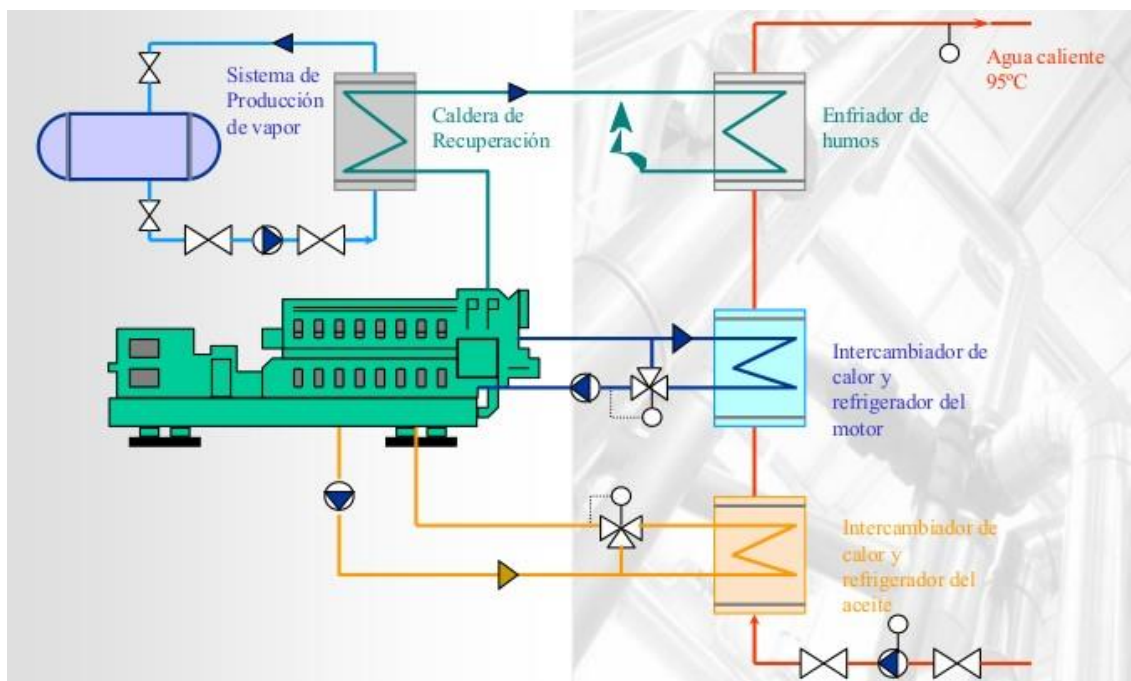 Sistema de
Producción
de vapor
Caldera de
Recuperación
Agua caliente
95ºC
Enfriador de
humos
Intercambiador de
calor y
refrigerador del
motor
Intercambiador de
calor y
refrigerador del
aceite